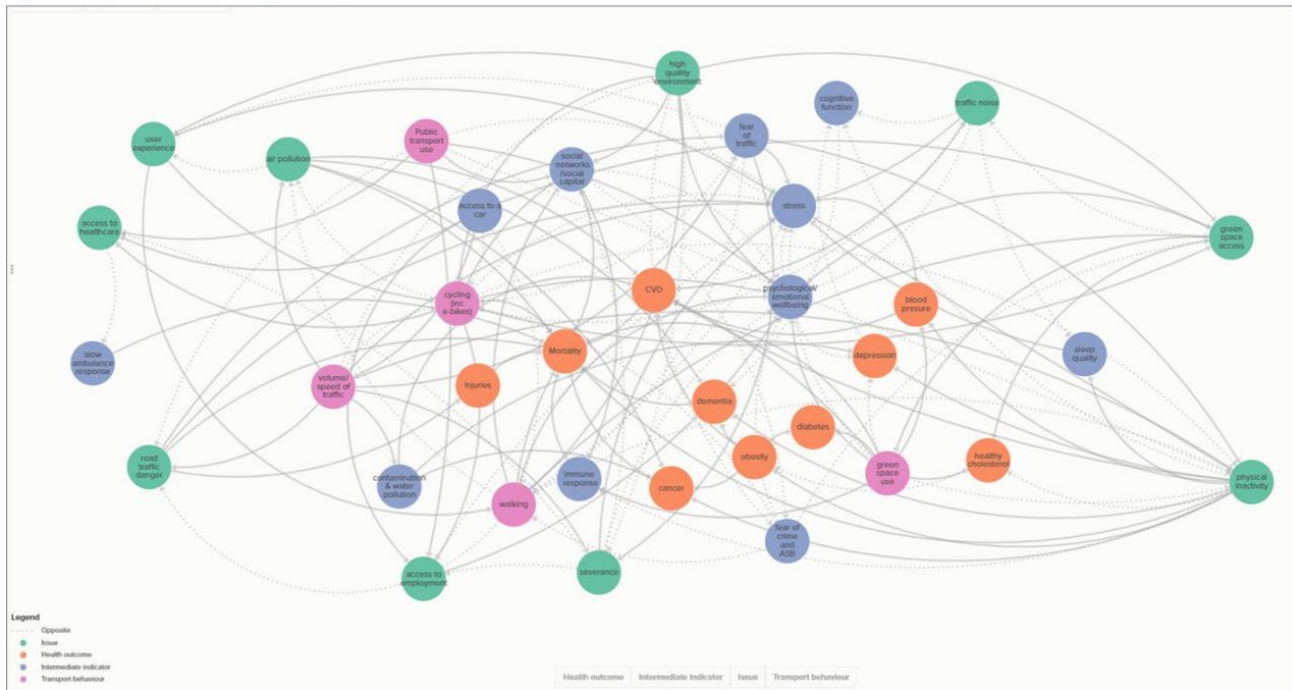 high
quality
environment
cognitive
function
traffic noise
user
experience
air pollution
Public
transport
use
fear
of
traffic
social
networks
/social
capital
access to a
car
stress
access to
healthcare
green
space
access
cycling
(inc
e-bikes)
CVD
psychological/
emotional
wellbeing
blood
presure
slow
ambulance
response
Mortality
depression
sleep
quality
volume/
speed of
traffic
Injuries
dementia
diabetes
road
traffic
danger
contamination
& water
pollution
walking
immune
response
cancer
obesity
green
space
use
healthy
cholesterol
physical
inactivity
fear of
crime
and
ASB
access to
employment
severance
Legend
Opposite
Issue
Health outcome
Intermediate indicator
Transport behaviour
Health outcome Intermediate indicator Issue Transport behaviour